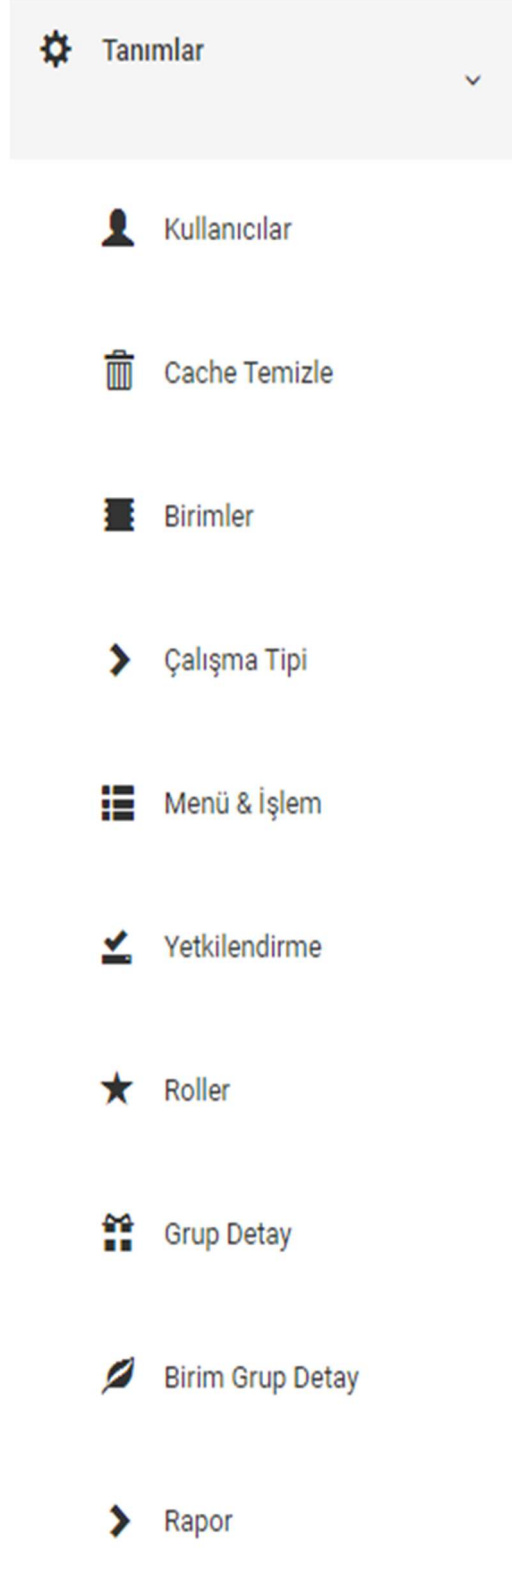 Tanımlar
Kullanıcılar
Cache Temizle
Birimler
Çalışma Tipi
Menü & İşlem
Yetkilendirme
Roller
Grup Detay
Birim Grup Detay
Rapor